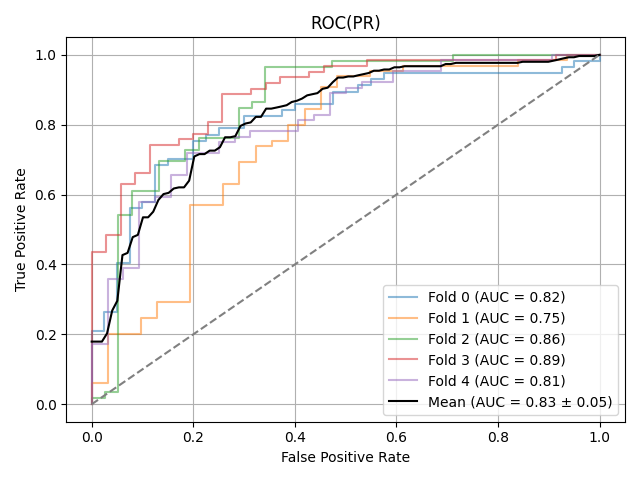 ROC(PR)
True Positive Rate
1.0
0.8
0.6
0.4
0.2
0.0
Fold 0 (AUC = 0.82)
Fold 1 (AUC = 0.75)
Fold 2 (AUC = 0.86)
Fold 3 (AUC = 0.89)
Fold 4 (AUC = 0.81)
Mean (AUC = 0.83 ± 0.05)
0.0 0.2 0.4 0.6 0.8 1.0
False Positive Rate